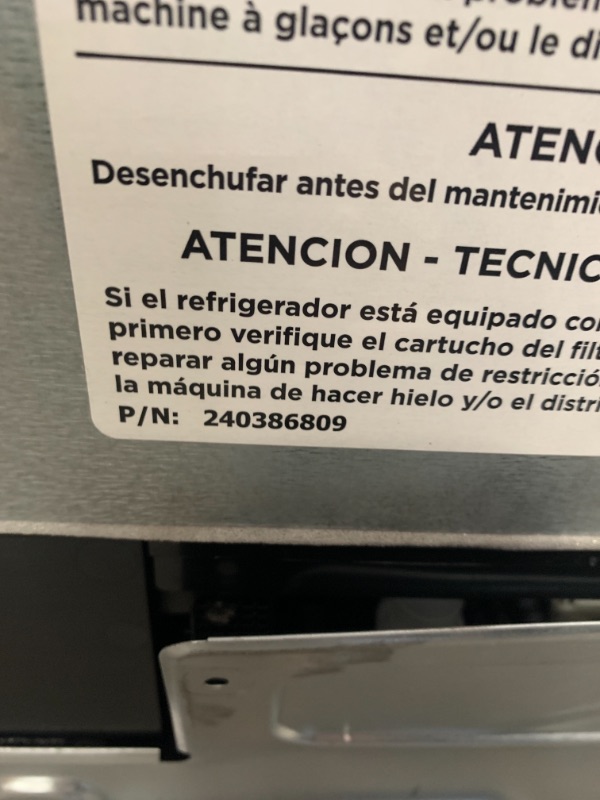 machine à glaçons et/ou le di
ATENC
Desenchufar antes del mantenimi
ATENCION - TECNIC
Si el refrigerador está equipado co
primero verifique el cartucho del filt
reparar algún problema de restricció
la máquina de hacer hielo y/o el distri
P/N: 240386809